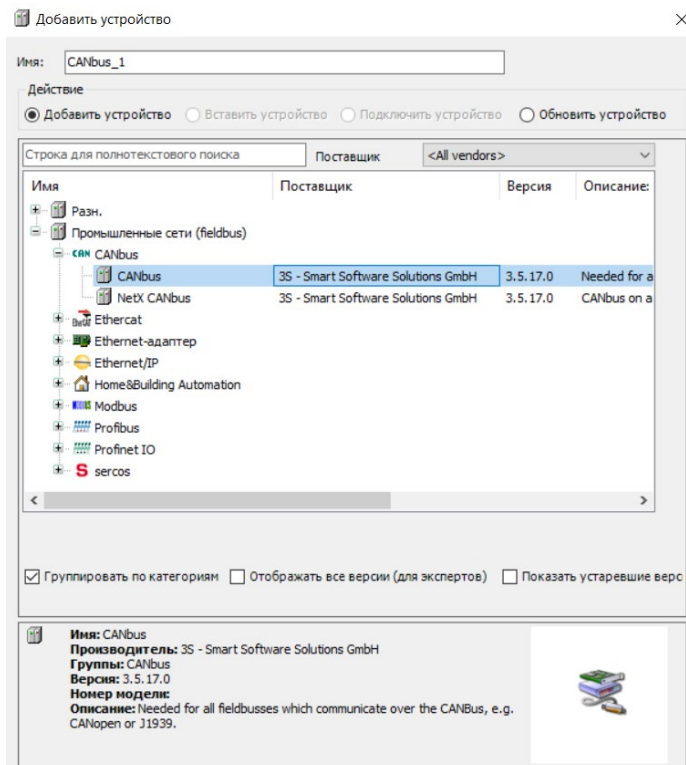 Добавить устройство
Имя: CANbus_1
Действие
Добавить устройство Вставить устройство Подключить устройство Обновить устройство
Строка для полнотекстового поиска Поставщик <All vendors>
Имя Поставщик Версия Описание:
Разн.
Промышленные сети (fieldbus)
CAN CANbus
CANbus 3S - Smart Software Solutions GmbH 3.5.17.0 Needed for a
NetX CANbus 3S - Smart Software Solutions GmbH 3.5.17.0 CANbus on a
Ethercat
Ethernet-адаптер
Ethernet/IP
Home&Building Automation
Modbus
Profibus
Profinet IO
S sercos
Группировать по категориям Отображать все версии (для экспертов) Показать устаревшие верс
Имя: CANbus
Производитель: 3S - Smart Software Solutions GmbH
Группы: CANbus
Версия: 3.5.17.0
Номер модели:
Описание: Needed for all fieldbusses which communicate over the CANBus, e.g.
CANopen or J1939.